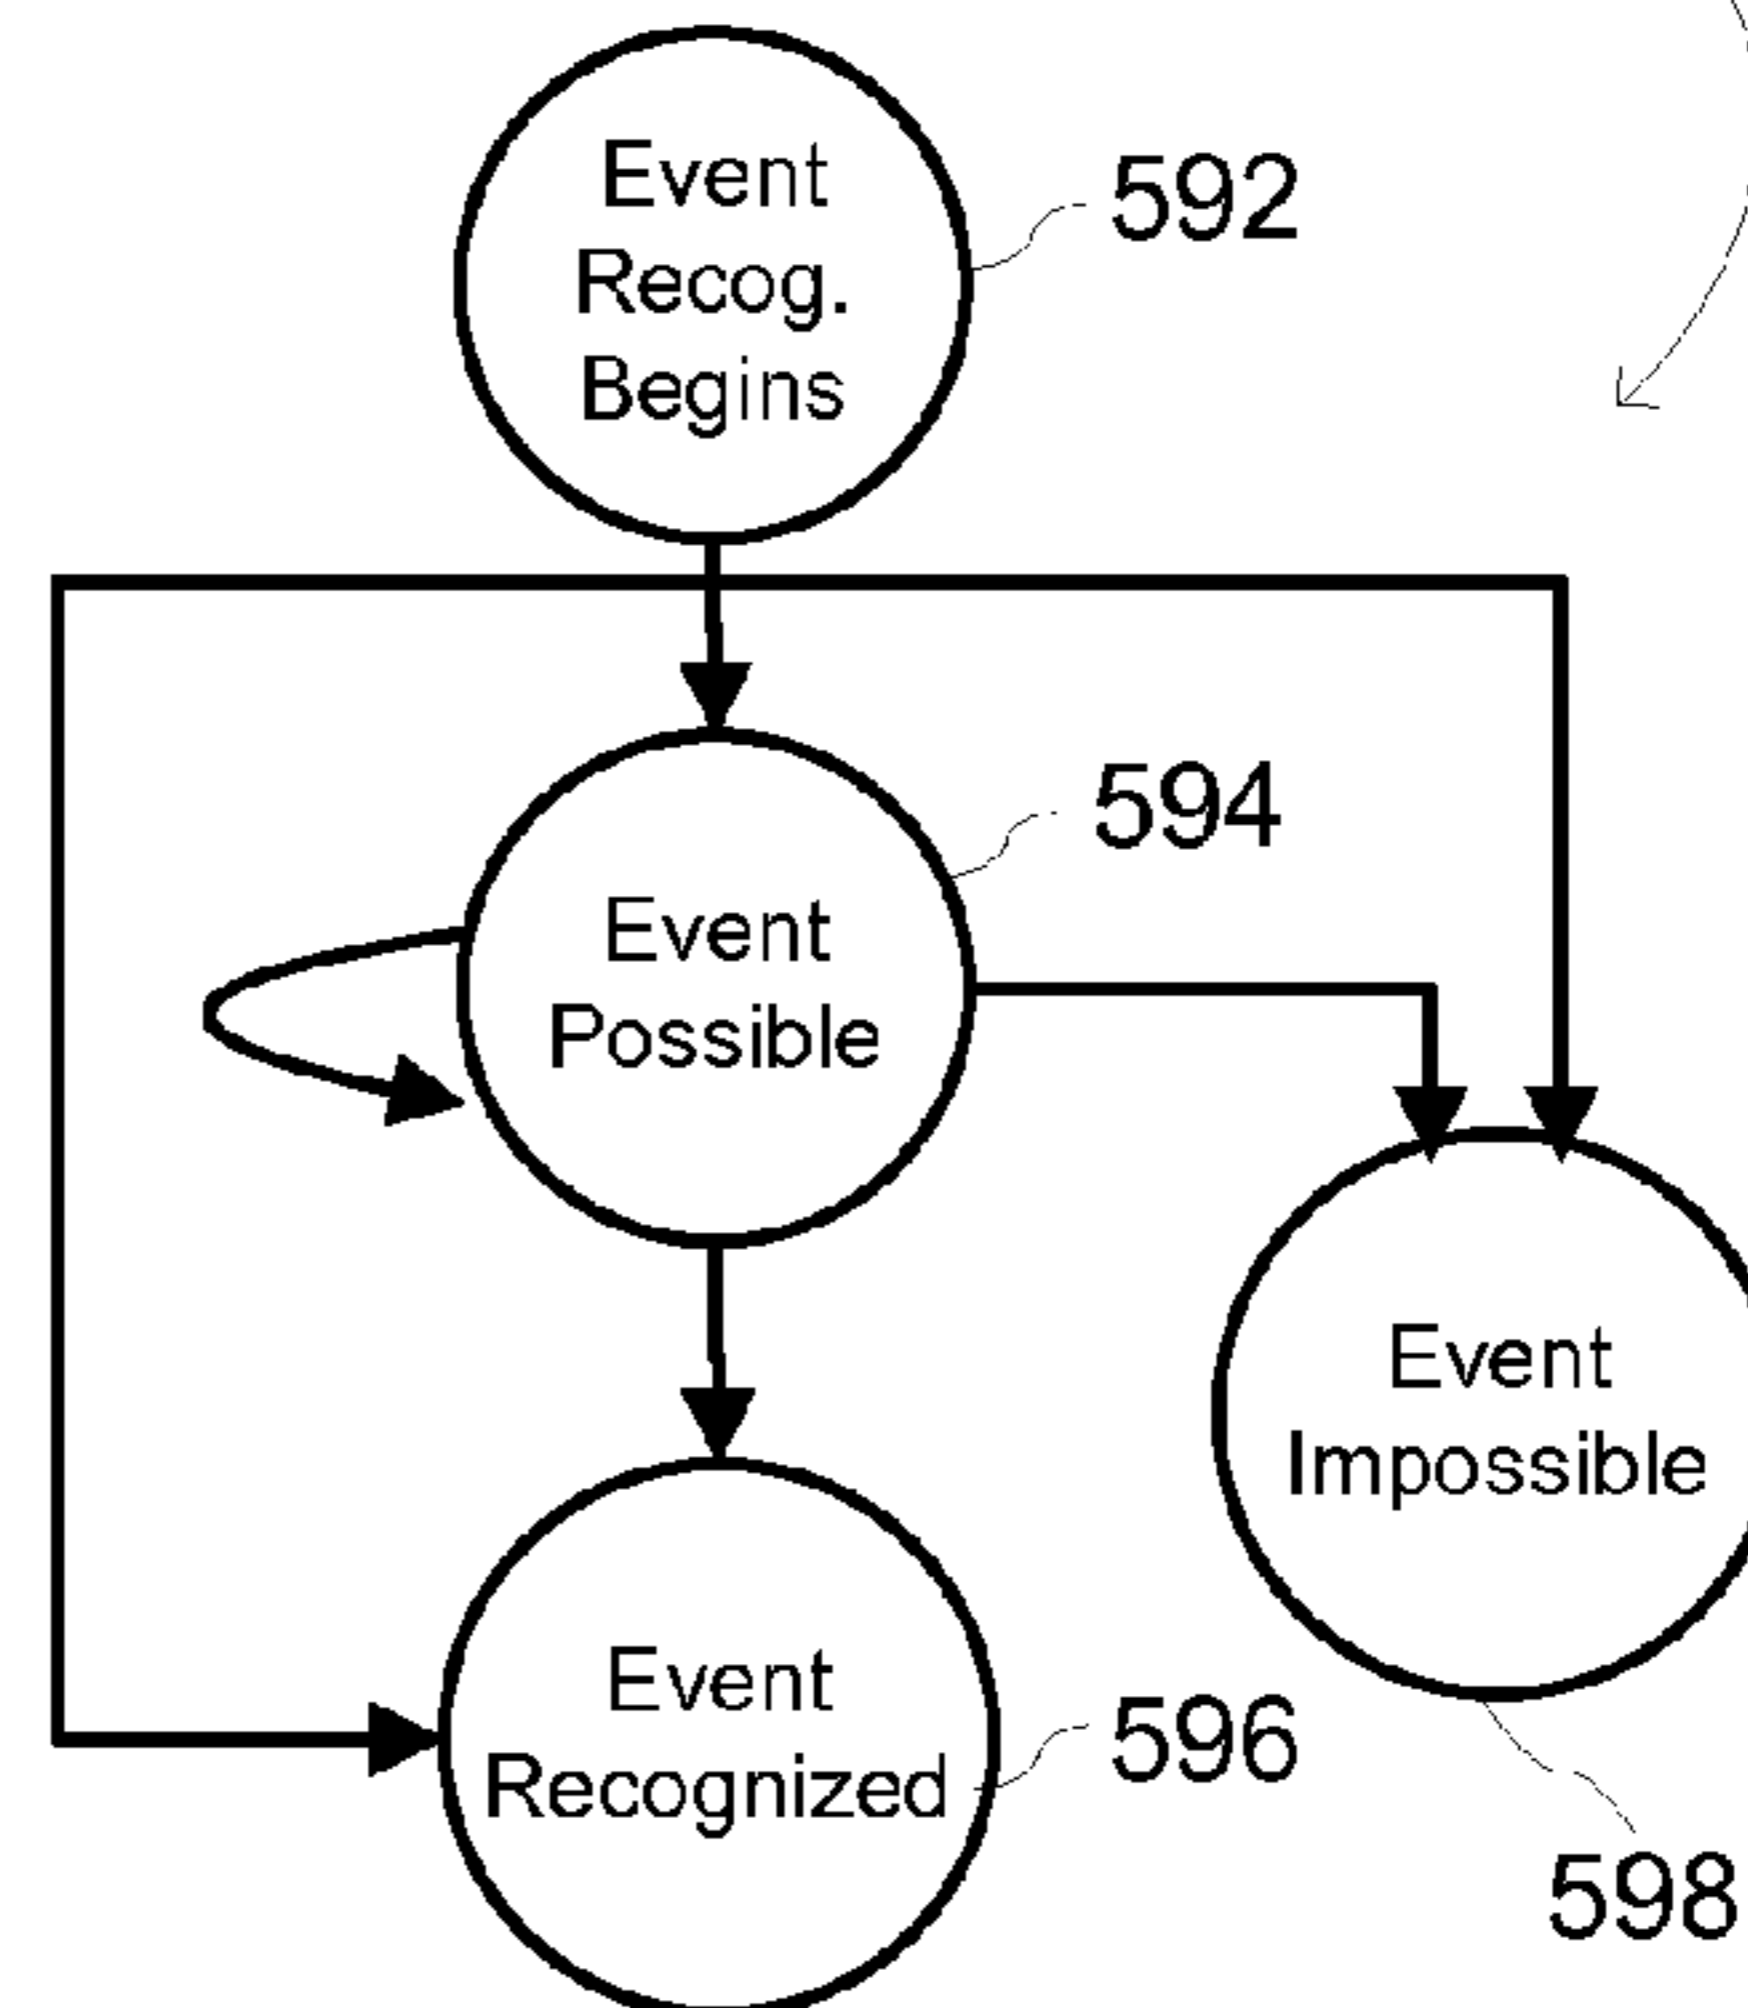 Event
Recog.
Begins
592
594
Event
Possible
Event
Impossible
Event
Recognized
596
598